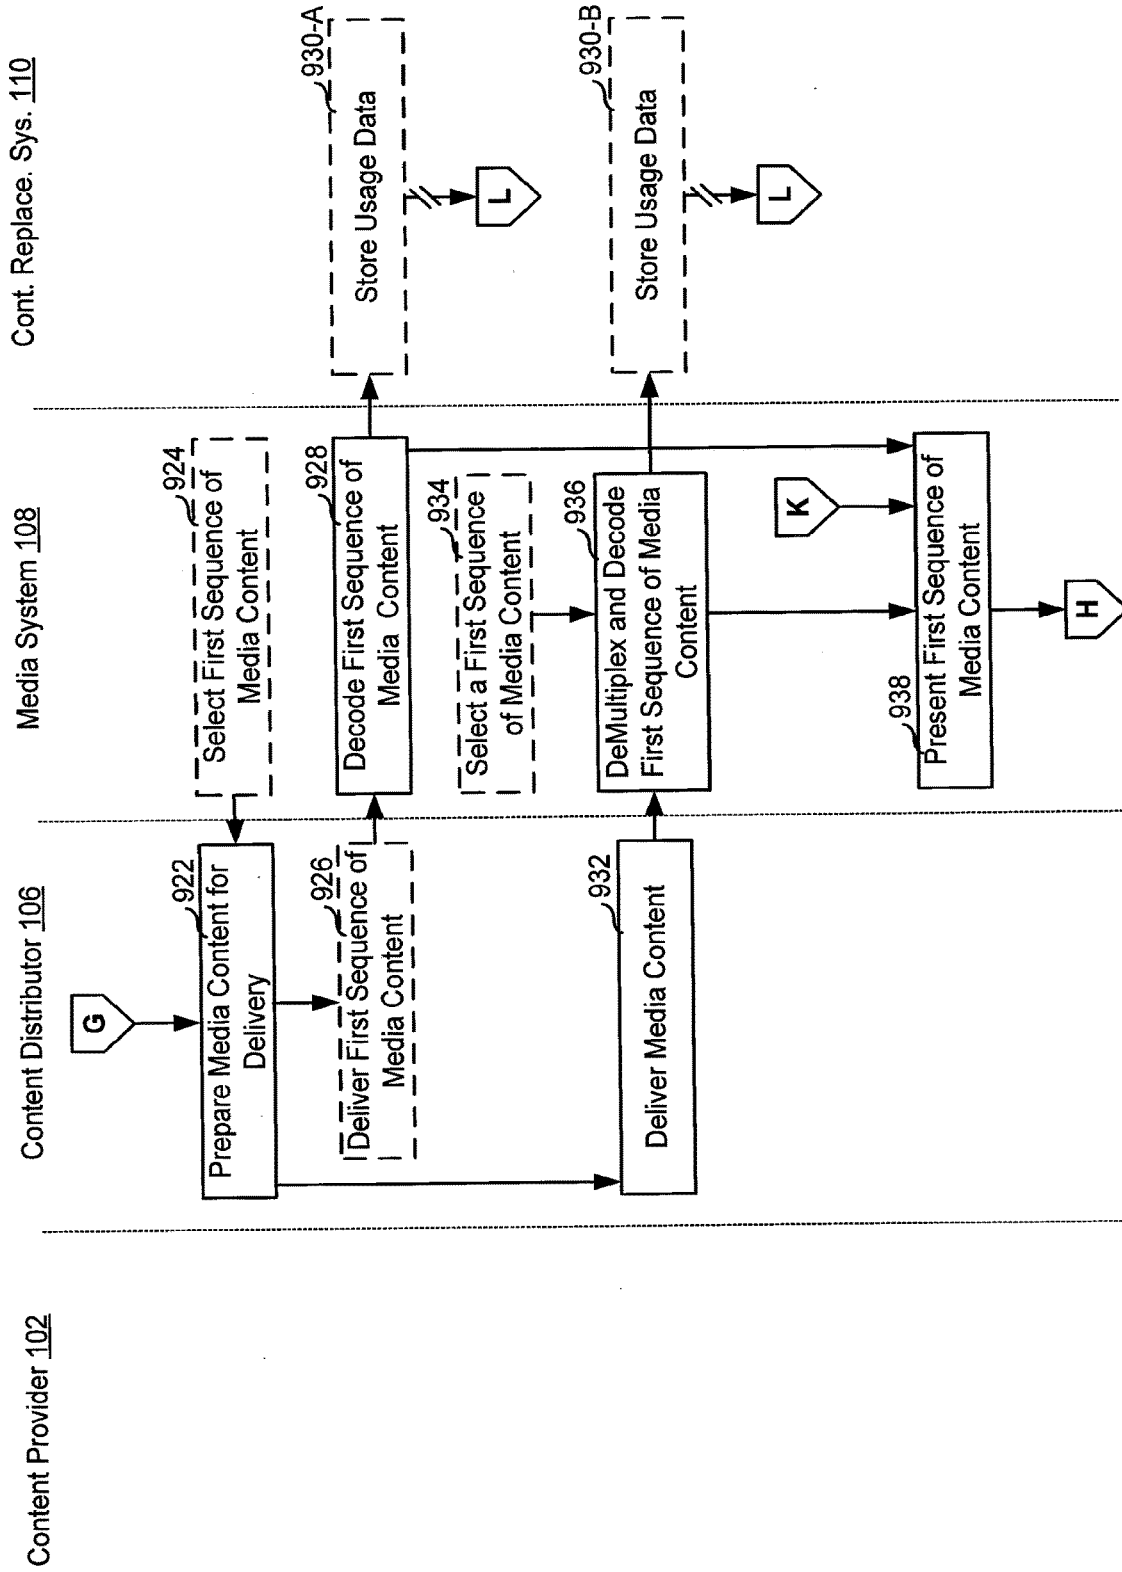 Content Provider 102
Content Distributor 106
Media System 108
Cont. Replace. Sys. 110
G
922
Prepare Media Content for
Delivery
924
Select First Sequence of
Media Content
926
Deliver First Sequence of
Media Content
928
Decode First Sequence of
Media Content
930-A
Store Usage Data
L
934
Select a First Sequence
of Media Content
932
Deliver Media Content
936
DeMultiplex and Decode
First Sequence of Media
Content
930-B
Store Usage Data
L
K
938
Present First Sequence of
Media Content
H